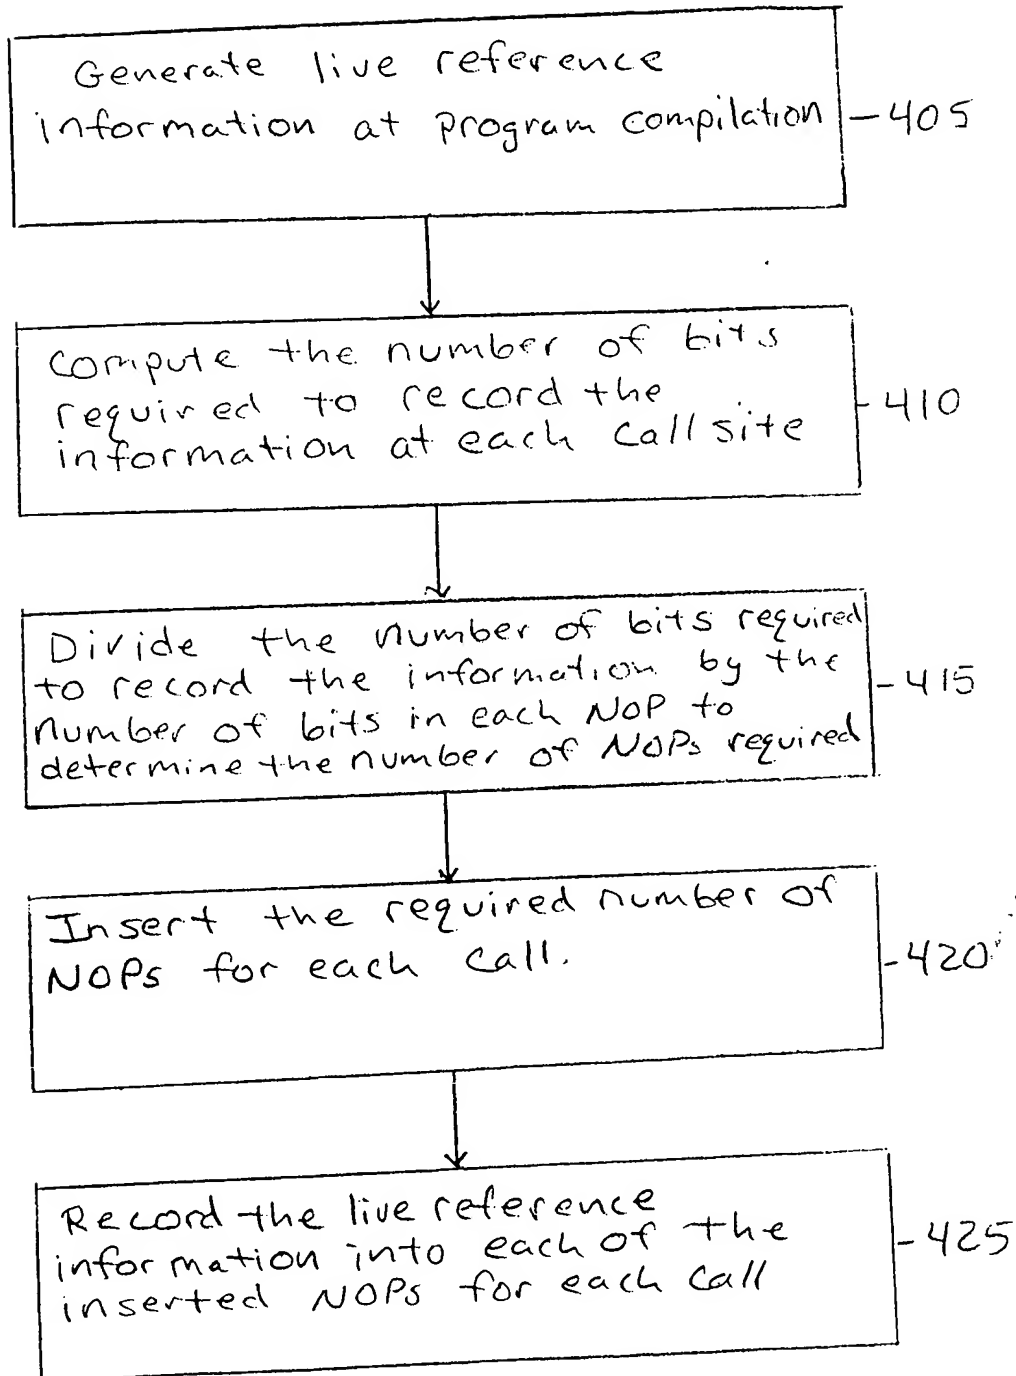 Generate live reference
information at program compilation - 405
Compute the number of bits
required to record the
information at each call site - 410
Divide the number of bits required
to record the information by the
number of bits in each NOP to
determine the number of NOPs required - 415
Insert the required number of
NOPs for each call. - 420
Record the live reference
information into each of the
inserted NOPs for each call - 425